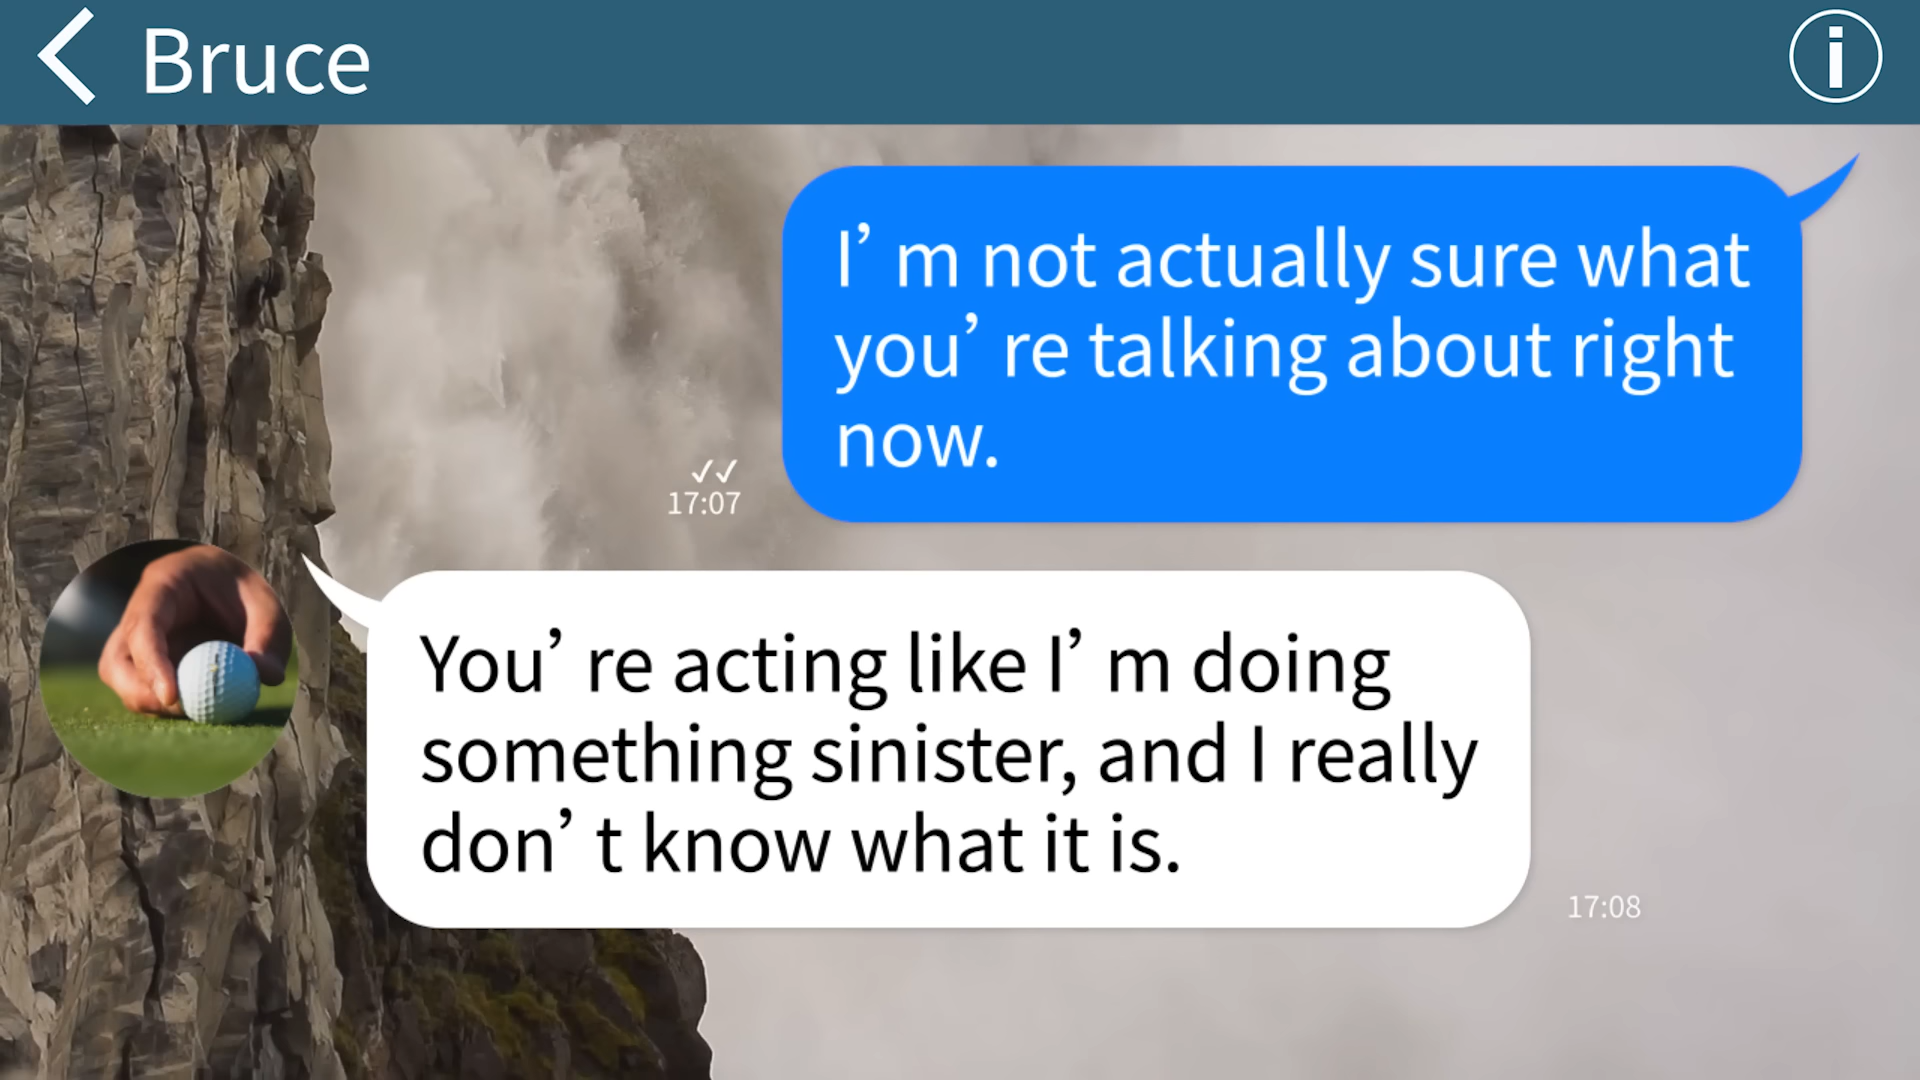 Bruce
I’m not actually sure what
you’re talking about right
now.
17:07
You’re acting like I’m doing
something sinister, and I really
don’t know what it is.
17:08